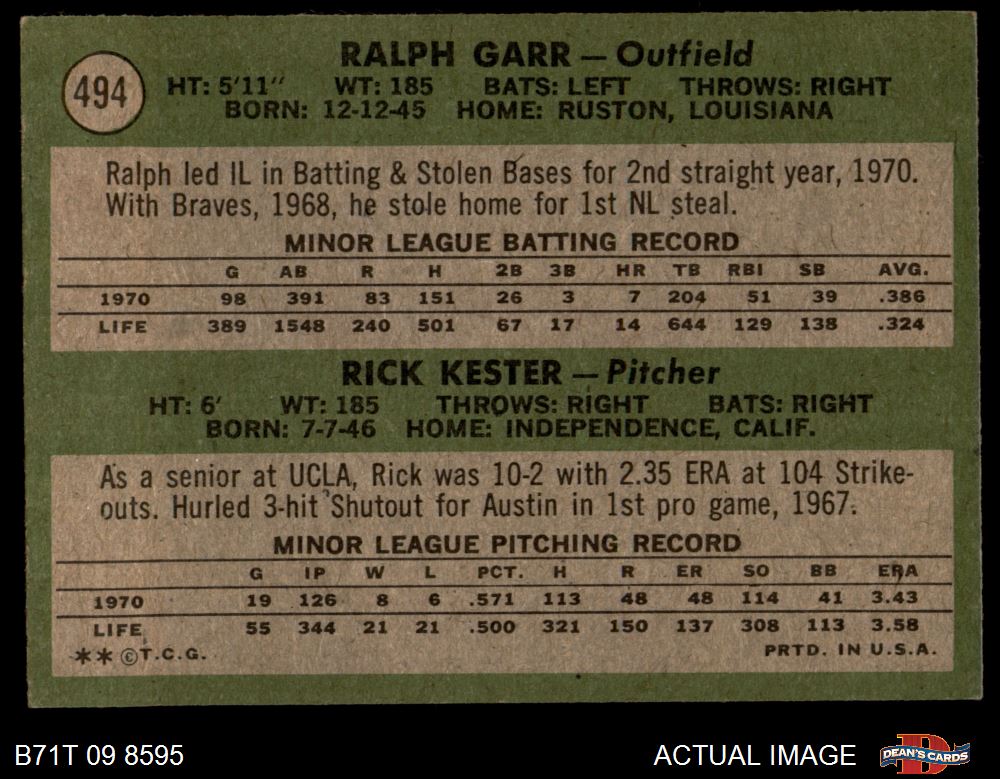 494
RALPH GARR — Outfield
HT: 5'11" WT: 185 BATS: LEFT THROWS: RIGHT
BORN: 12-12-45 HOME: RUSTON, LOUISIANA
Ralph led IL in Batting & Stolen Bases for 2nd straight year, 1970.
With Braves, 1968, he stole home for 1st NL steal.
MINOR LEAGUE BATTING RECORD
G AB R H 2B 3B HR TB RBI SB AVG.
1970 98 391 83 151 26 3 7 204 51 39 .386
LIFE 389 1548 240 501 67 17 14 644 129 138 .324
RICK KESTER — Pitcher
HT: 6' WT: 185 THROWS: RIGHT BATS: RIGHT
BORN: 7-7-46 HOME: INDEPENDENCE, CALIF.
As a senior at UCLA, Rick was 10-2 with 2.35 ERA at 104 Strike-
outs. Hurled 3-hit Shutout for Austin in 1st pro game, 1967.
MINOR LEAGUE PITCHING RECORD
G IP W L PCT. H R ER SO BB ERA
1970 19 126 8 6 .571 113 48 48 114 41 3.43
LIFE 55 344 21 21 .500 321 150 137 308 113 3.58
** ©T.C.G. PRTD. IN U.S.A.
B71T 09 8595 ACTUAL IMAGE DEAN'S CARDS